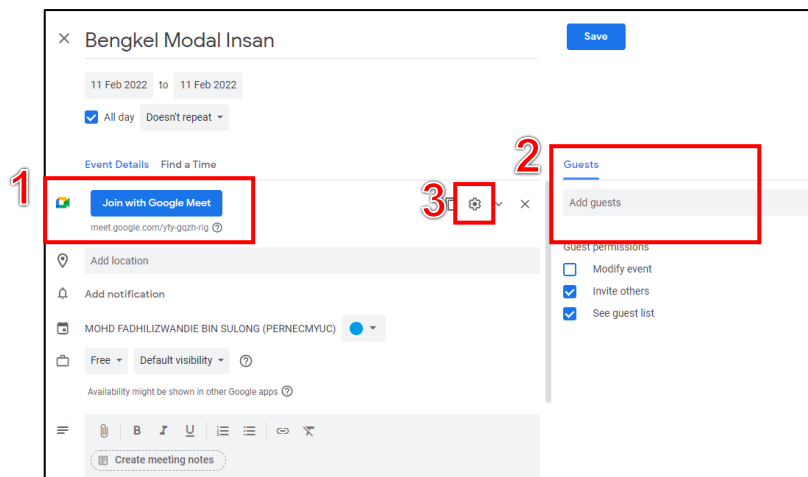 Bengkel Modal Insan
Save
11 Feb 2022 to 11 Feb 2022
All day Doesn't repeat
Event Details Find a Time
2
Guests
1
Join with Google Meet
3
Add guests
meet.google.com/yty-gqzh-rig
Guest permissions
Add location
Modify event
Add notification
Invite others
See guest list
MOHD FADHILIZWANDIE BIN SULONG (PERNECMYUC)
Free Default visibility
Availability might be shown in other Google apps
B I U
Create meeting notes